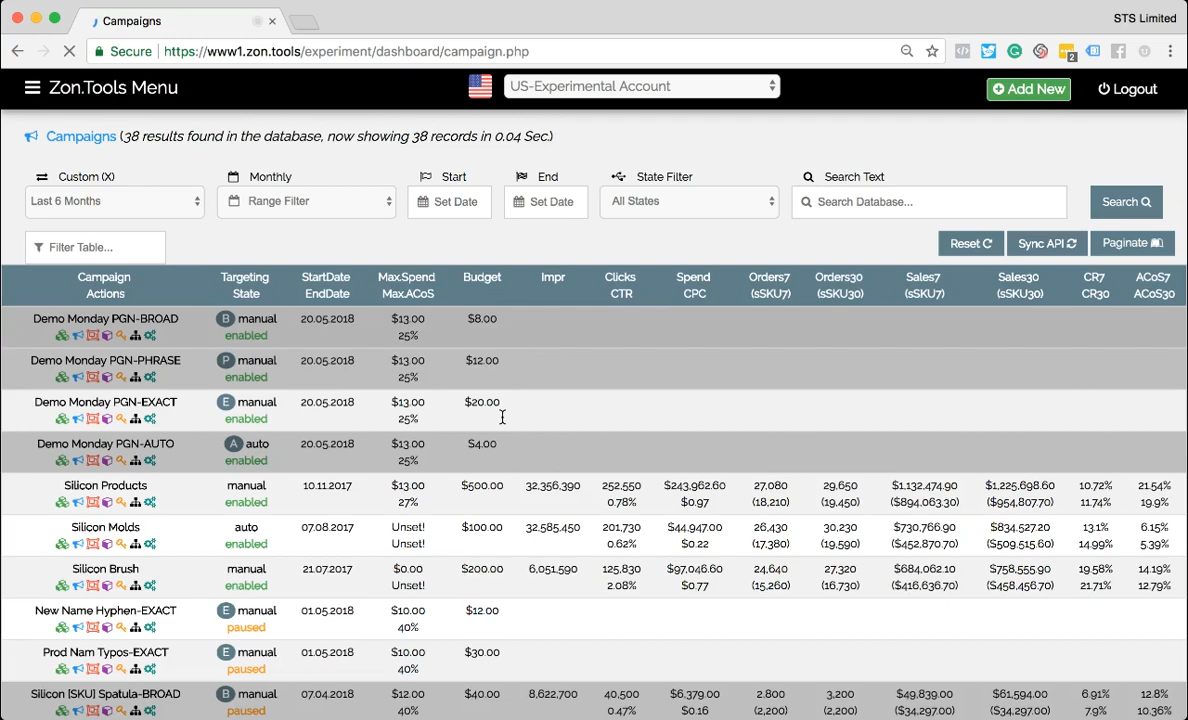 Campaigns
STS Limited
Secure https://www1.zon.tools/experiment/dashboard/campaign.php
2
Zon.Tools Menu US-Experimental Account Add New Logout
Campaigns (38 results found in the database, now showing 38 records in 0.04 Sec.)
Custom (X) Monthly Start End State Filter Search Text
Last 6 Months Range Filter Set Date Set Date All States Search Database... Search
Filter Table... Reset Sync API Paginate
Campaign Targeting StartDate Max.Spend Budget Impr Clicks Spend Orders7 Orders30 Sales7 Sales30 CR7 ACoS7
Actions State EndDate Max.ACoS CTR CPC (sSKU7) (sSKU30) (sSKU7) (sSKU30) CR30 ACoS30
Demo Monday PGN-BROAD B manual 20.05.2018 $13.00 $8.00
enabled 25%
Demo Monday PGN-PHRASE P manual 20.05.2018 $13.00 $12.00
enabled 25%
Demo Monday PGN-EXACT E manual 20.05.2018 $13.00 $20.00
enabled 25%
Demo Monday PGN-AUTO A auto 20.05.2018 $13.00 $4.00
enabled 25%
Silicon Products manual 10.11.2017 $13.00 $500.00 32,356,390 252,550 $243,962.60 27,080 29,650 $1,132,474.90 $1,225,698.60 10.72% 21.54%
enabled 27% 0.78% $0.97 (18,210) (19,450) ($894,063.30) ($954,807.70) 11.74% 19.9%
Silicon Molds auto 07.08.2017 Unset! $100.00 32,585,450 201,730 $44,947.00 26,430 30,230 $730,766.90 $834,527.20 13.1% 6.15%
enabled Unset! 0.62% $0.22 (17,380) (19,590) ($452,870.70) ($509,515.60) 14.99% 5.39%
Silicon Brush manual 21.07.2017 $0.00 $200.00 6,051,590 125,830 $97,046.60 24,640 27,320 $684,062.10 $758,555.90 19.58% 14.19%
enabled Unset! 2.08% $0.77 (15,260) (16,730) ($416,636.70) ($458,456.70) 21.71% 12.79%
New Name Hyphen-EXACT E manual 01.05.2018 $10.00 $12.00
paused 40%
Prod Nam Typos-EXACT E manual 01.05.2018 $10.00 $30.00
paused 40%
Silicon [SKU] Spatula-BROAD B manual 07.04.2018 $12.00 $40.00 8,622,700 40,500 $6,379.00 2,800 3,200 $49,839.00 $61,594.00 6.91% 12.8%
paused 40% 0.47% $0.16 (2,200) (2,200) ($34,297.00) ($34,297.00) 7.9% 10.36%